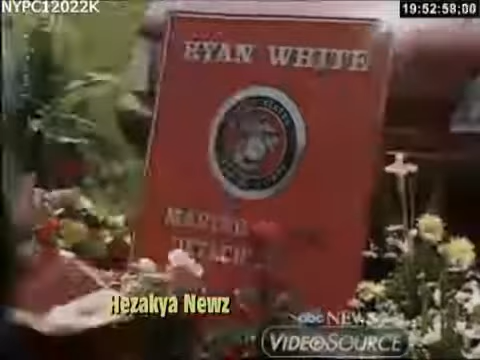 NYPC12022K
19:52:58;00
RYAN WHITE
MARINE
Hezakya Newz
abc NEWS
VIDEOSOURCE